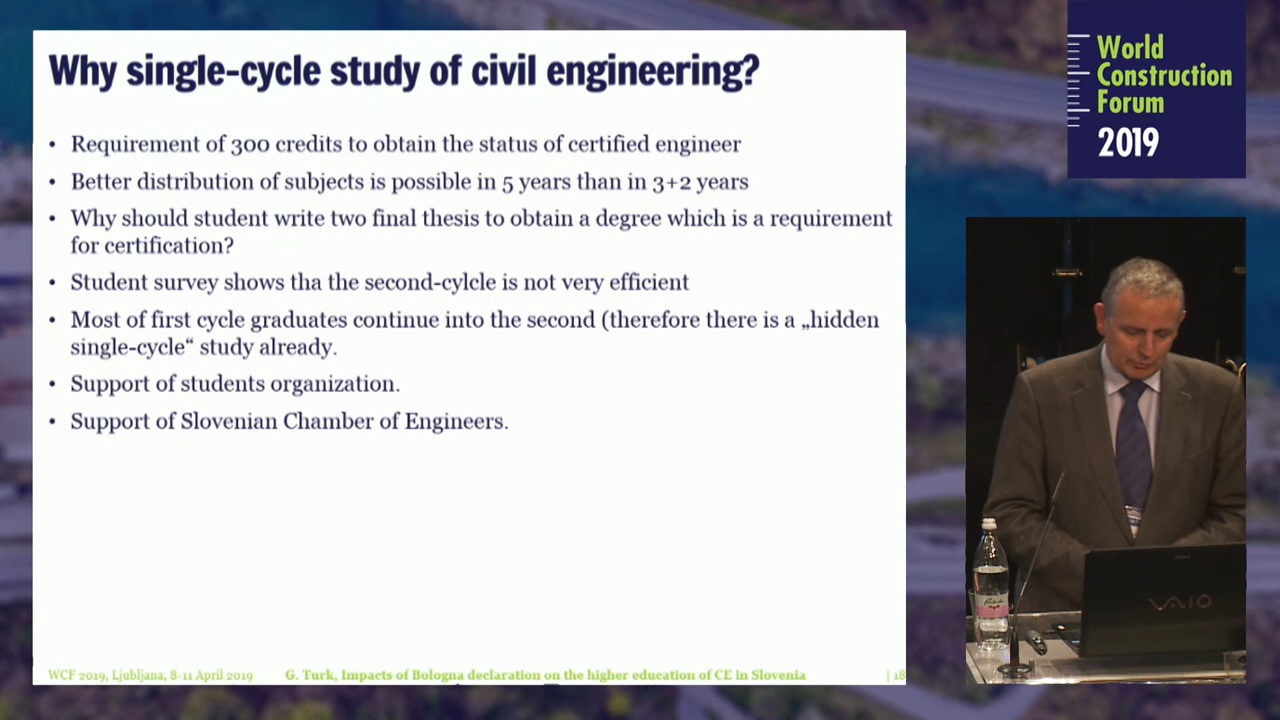 Why single-cycle study of civil engineering?
• Requirement of 300 credits to obtain the status of certified engineer
• Better distribution of subjects is possible in 5 years than in 3+2 years
• Why should student write two final thesis to obtain a degree which is a requirement
for certification?
• Student survey shows tha the second-cylcle is not very efficient
• Most of first cycle graduates continue into the second (therefore there is a „hidden
single-cycle“ study already.
• Support of students organization.
• Support of Slovenian Chamber of Engineers.
WCF 2019, Ljubljana, 8-11 April 2019
G. Turk, Impacts of Bologna declaration on the higher education of CE in Slovenia
| 18
World
Construction
Forum
2019
VAIO